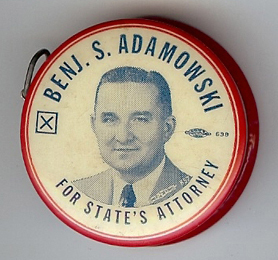 BENJ. S. ADAMOWSKI
FOR STATE'S ATTORNEY